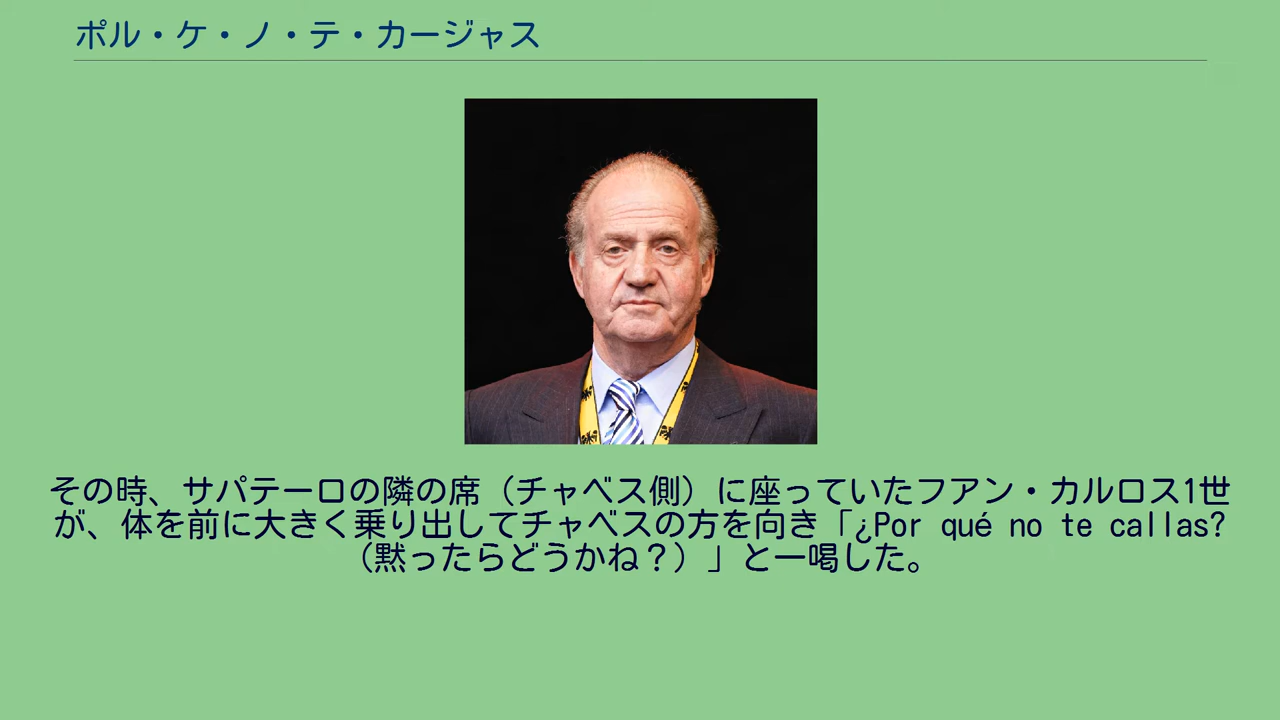 ポル・ケ・ノ・テ・カージャス
その時、サパテーロの隣の席（チャベス側）に座っていたフアン・カルロス1世
が、体を前に大きく乗り出してチャベスの方を向き「¿Por qué no te callas?
（黙ったらどうかね？）」と一喝した。